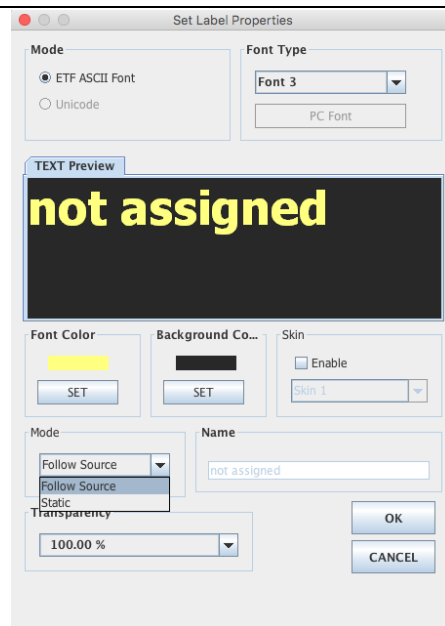 Set Label Properties
Mode
Font Type
ETF ASCII Font
Font 3
Unicode
PC Font
TEXT Preview
not assigned
Font Color
Background Co...
Skin
Enable
SET
SET
Skin 1
Mode
Name
Follow Source
not assigned
Follow Source
Static
Transparency
OK
100.00 %
CANCEL